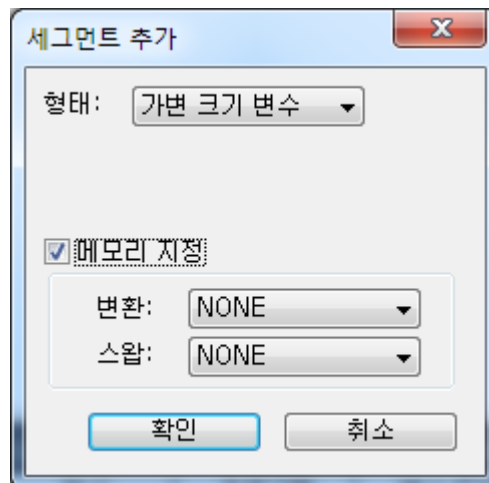 세그먼트 추가
형태: 가변 크기 변수
메모리 지정
변환: NONE
스왑: NONE
확인 취소